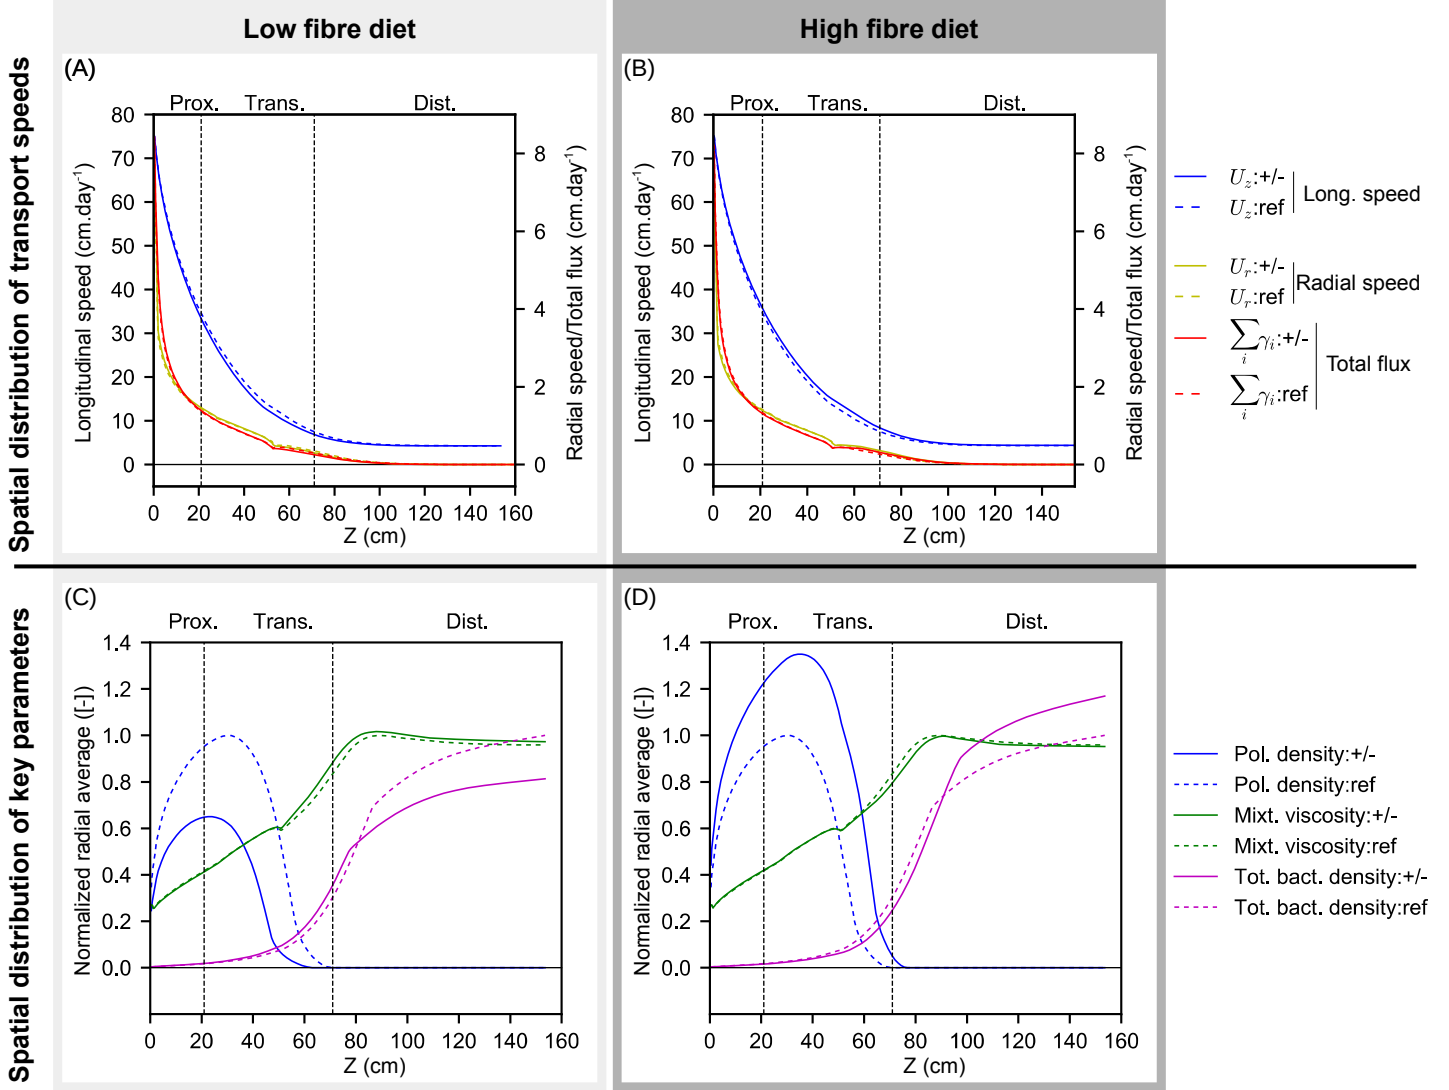 Low fibre diet
High fibre diet
Spatial distribution of transport speeds
(A)
Prox. Trans. Dist.
80
70
60
50
40
30
20
10
0
Longitudinal speed (cm.day⁻¹)
8
6
4
2
0
Radial speed/Total flux (cm.day⁻¹)
0 20 40 60 80 100 120 140 160
Z (cm)
(B)
Prox. Trans. Dist.
80
70
60
50
40
30
20
10
0
Longitudinal speed (cm.day⁻¹)
8
6
4
2
0
Radial speed/Total flux (cm.day⁻¹)
0 20 40 60 80 100 120 140
Z (cm)
U_z:+/-
U_z:ref
Long. speed
U_r:+/-
U_r:ref
Radial speed
∑_i γ_i:+/-
∑_i γ_i:ref
Total flux
Spatial distribution of key parameters
(C)
Prox. Trans. Dist.
1.4
1.2
1.0
0.8
0.6
0.4
0.2
0.0
Normalized radial average ([-])
0 20 40 60 80 100 120 140 160
Z (cm)
(D)
Prox. Trans. Dist.
1.4
1.2
1.0
0.8
0.6
0.4
0.2
0.0
Normalized radial average ([-])
0 20 40 60 80 100 120 140 160
Z (cm)
Pol. density:+/-
Pol. density:ref
Mixt. viscosity:+/-
Mixt. viscosity:ref
Tot. bact. density:+/-
Tot. bact. density:ref